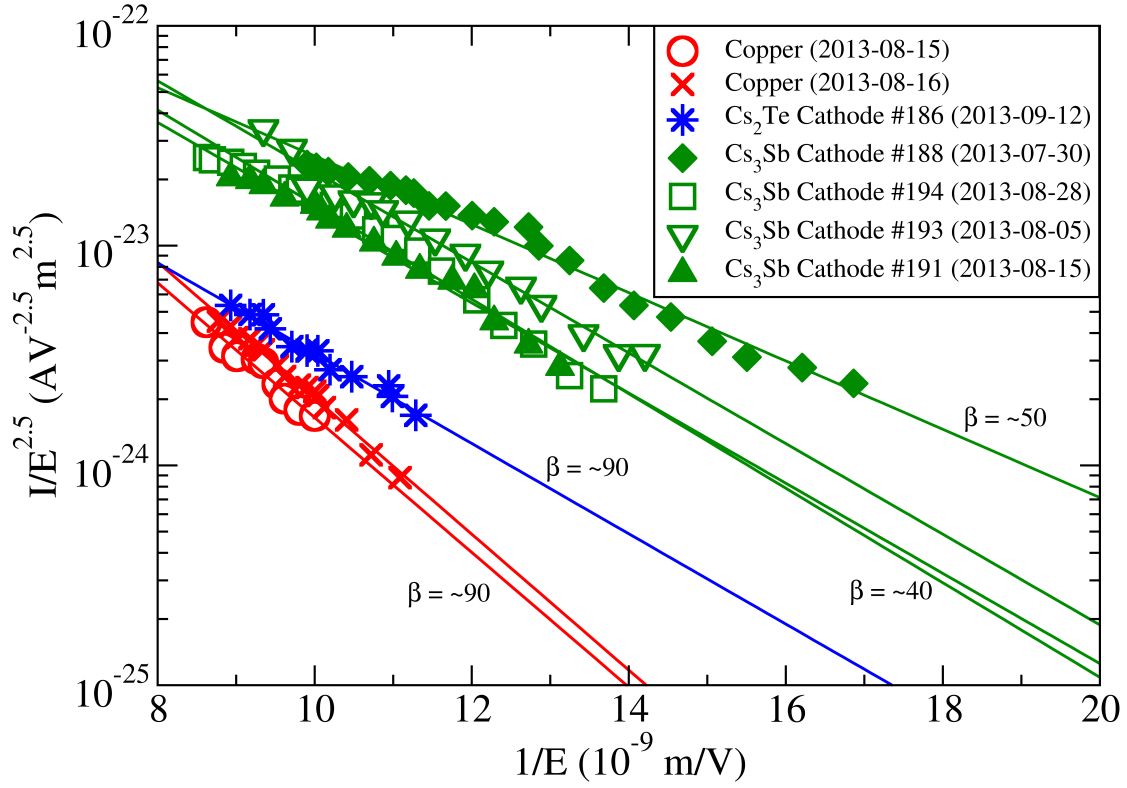 10^-22
Copper (2013-08-15)
Copper (2013-08-16)
Cs₂Te Cathode #186 (2013-09-12)
Cs₃Sb Cathode #188 (2013-07-30)
Cs₃Sb Cathode #194 (2013-08-28)
Cs₃Sb Cathode #193 (2013-08-05)
Cs₃Sb Cathode #191 (2013-08-15)
10^-23
I/E^2.5 (AV^-2.5 m^2.5)
β = ~50
10^-24
β = ~90
β = ~90
β = ~40
10^-25
8 10 12 14 16 18 20
1/E (10^-9 m/V)